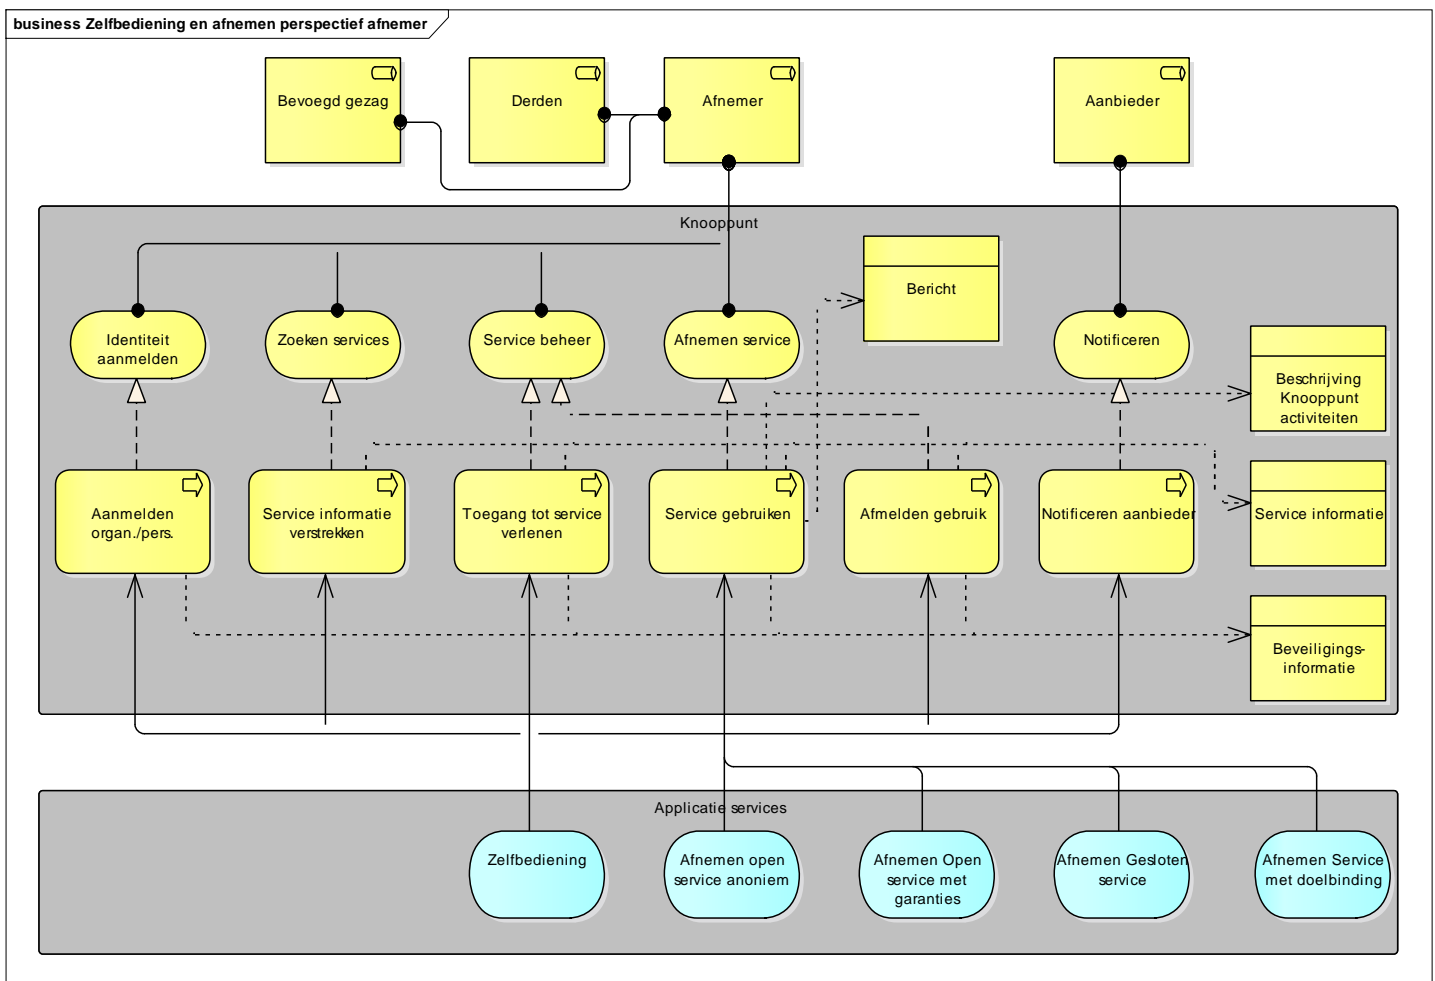 business Zelfbediening en afnemen perspectief afnemer
Bevoegd gezag
Derden
Afnemer
Aanbieder
Knooppunt
Bericht
Identiteit
aanmelden
Zoeken services
Service beheer
Afnemen service
Notificeren
Beschrijving
Knooppunt
activiteiten
Aanmelden
organ./pers.
Service informatie
verstrekken
Toegang tot service
verlenen
Service gebruiken
Afmelden gebruik
Notificeren aanbieder
Service informatie
Beveiligings-
informatie
Applicatie services
Zelfbediening
Afnemen open
service anoniem
Afnemen Open
service met
garanties
Afnemen Gesloten
service
Afnemen Service
met doelbinding